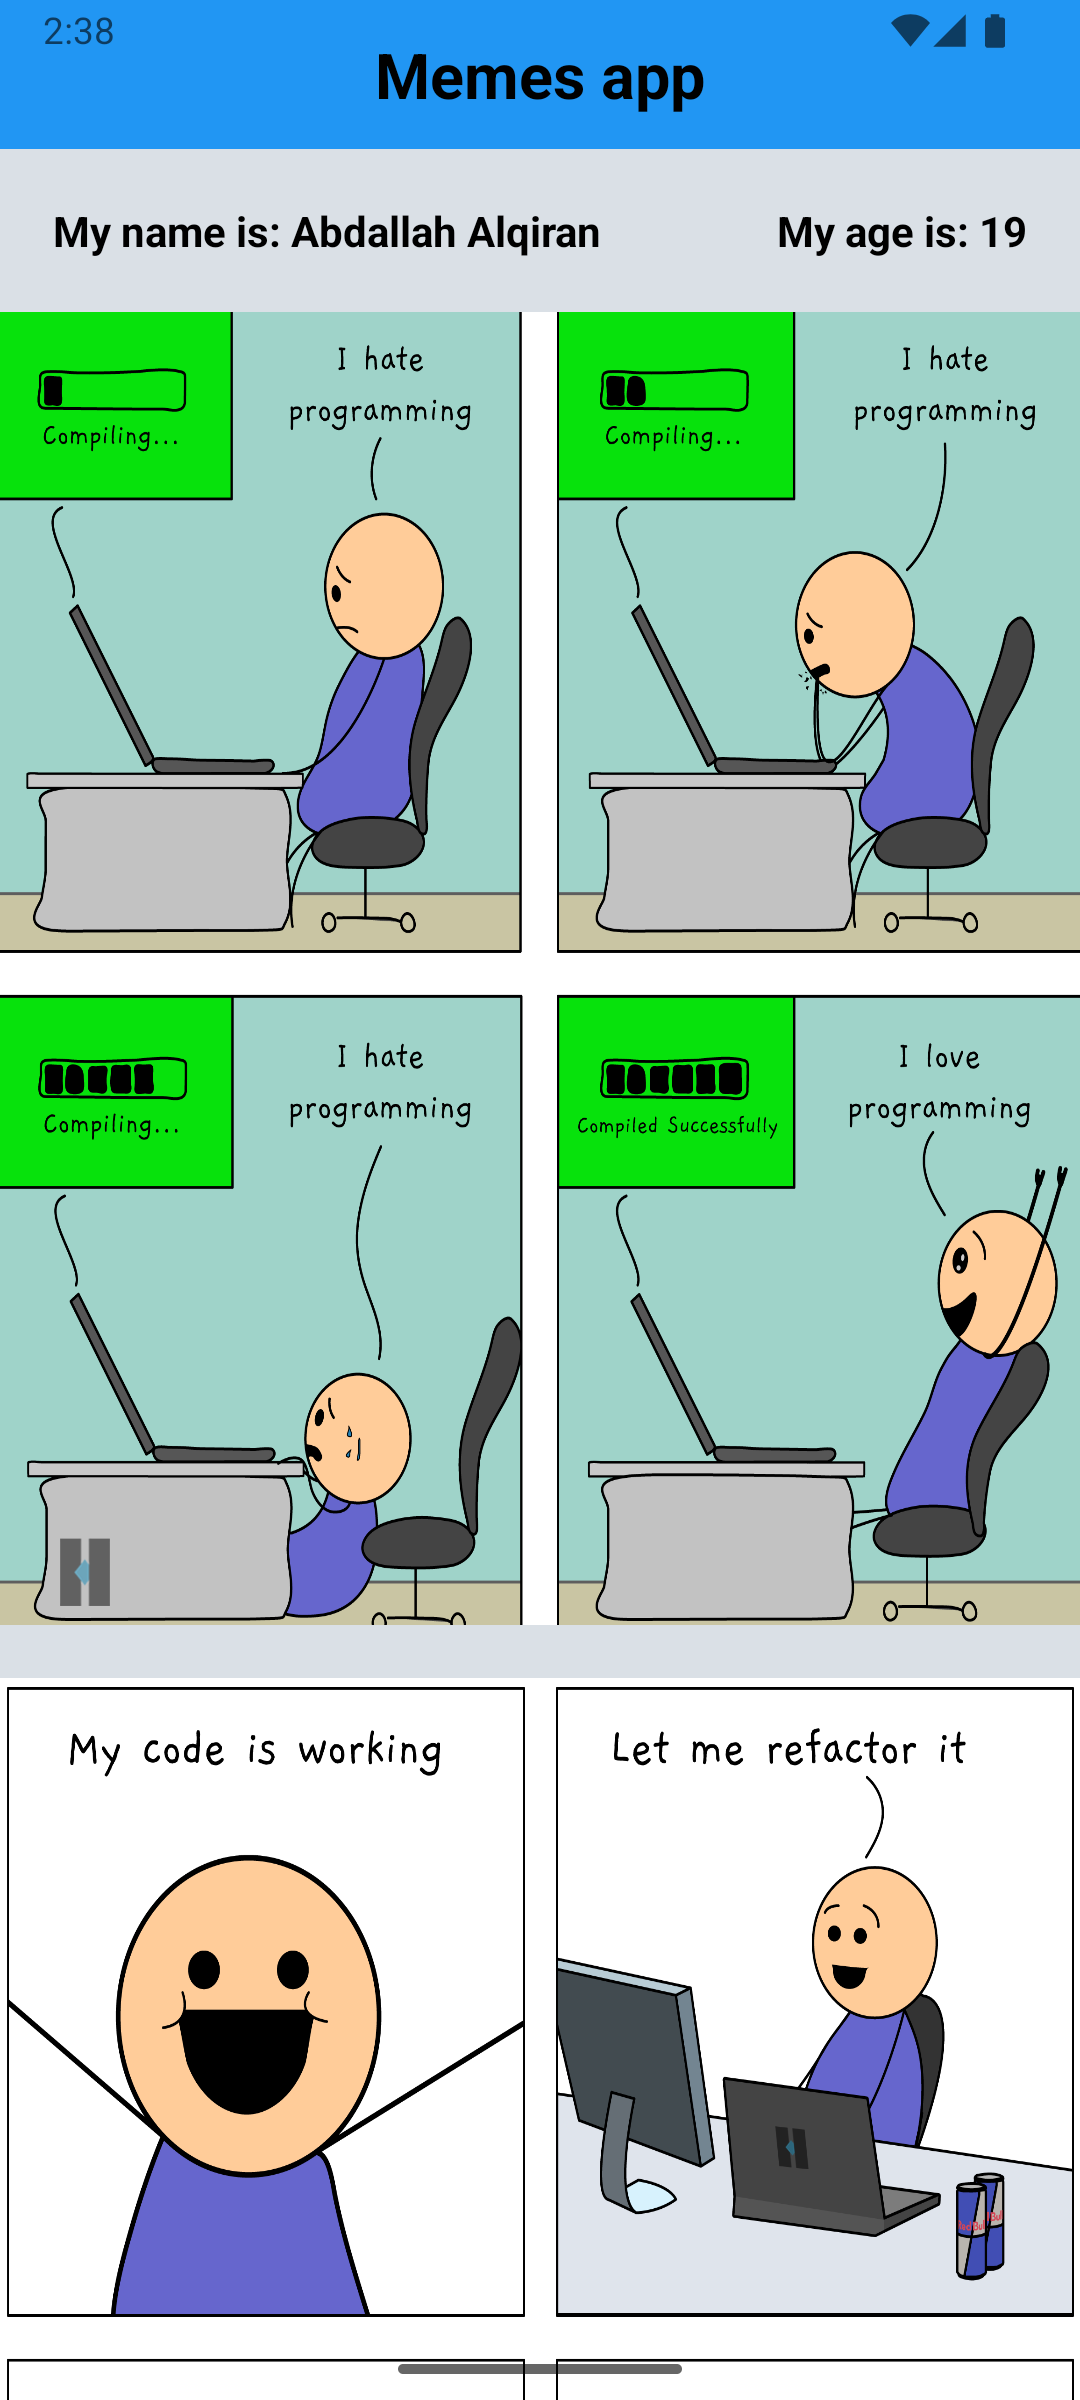 2:38
Memes app
My name is: Abdallah Alqiran
My age is: 19
Compiling...
I hate
programming
Compiling...
I hate
programming
Compiling...
I hate
programming
Compiled Successfully
I love
programming
My code is working
Let me refactor it